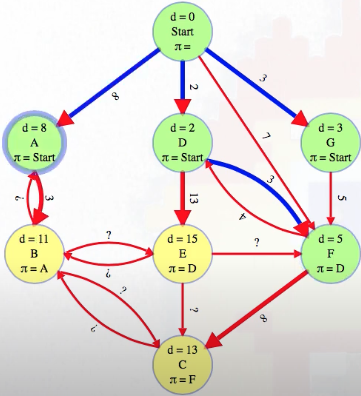 d = 0
Start
π =
8
2
3
7
d = 8
A
π = Start
d = 2
D
π = Start
d = 3
G
π = Start
?
3
13
3
4
5
d = 11
B
π = A
?
?
d = 15
E
π = D
?
d = 5
F
π = D
?
?
?
8
d = 13
C
π = F